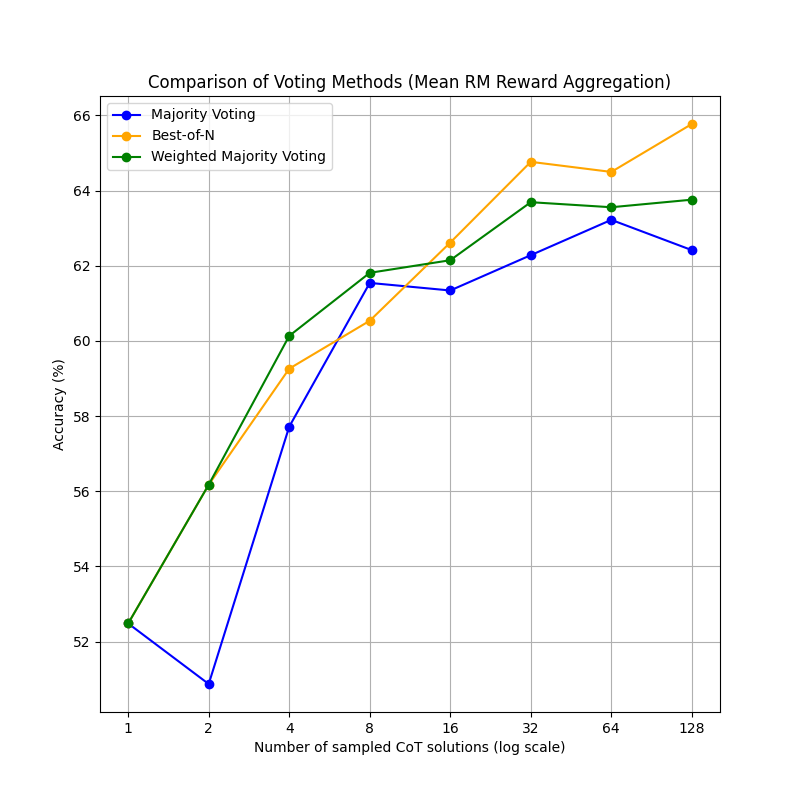 Comparison of Voting Methods (Mean RM Reward Aggregation)
Majority Voting
Best-of-N
Weighted Majority Voting
66
64
62
60
58
56
54
52
Accuracy (%)
1 2 4 8 16 32 64 128
Number of sampled CoT solutions (log scale)